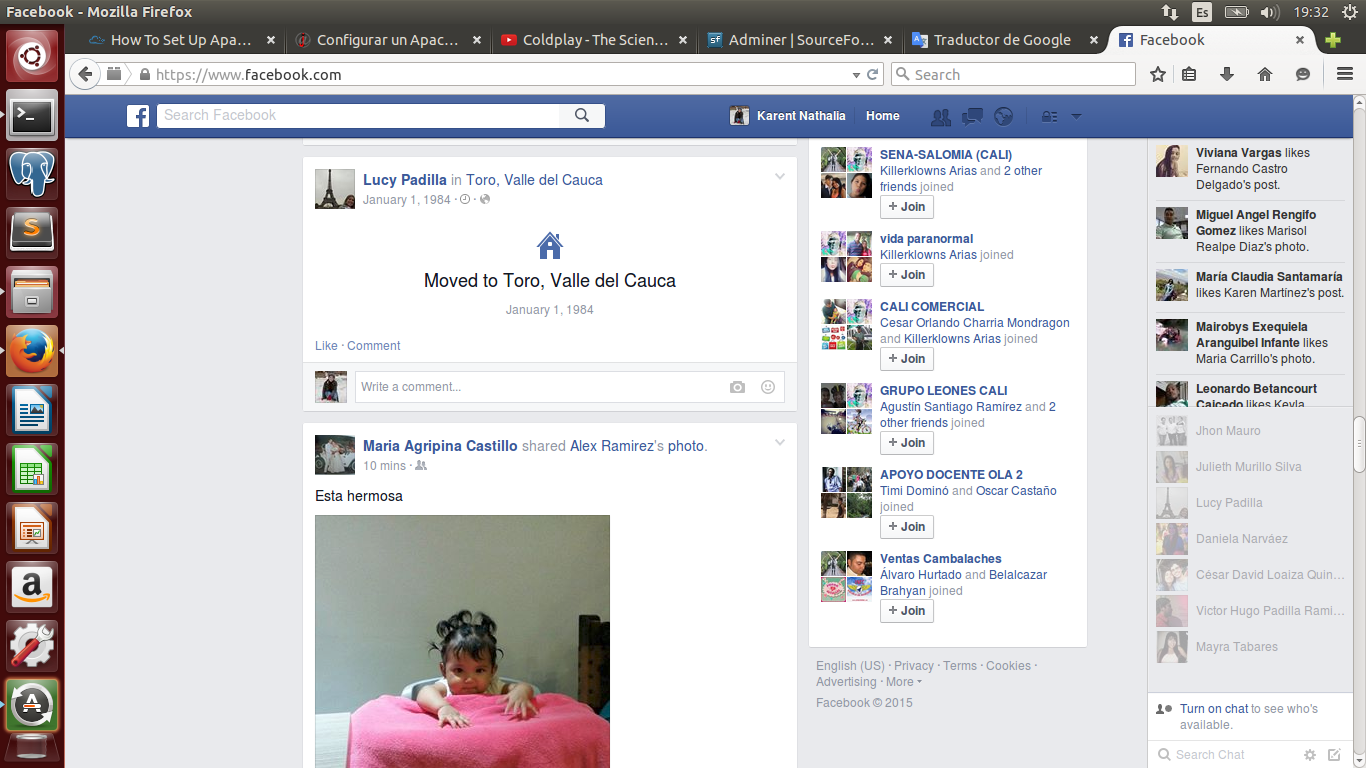 Facebook - Mozilla Firefox
Es
19:32
How To Set Up Apa...
Configurar un Apac...
Coldplay - The Scien...
Adminer | SourceFo...
Traductor de Google
Facebook
https://www.facebook.com
Search
Search Facebook
Karent Nathalia
Home
Lucy Padilla in Toro, Valle del Cauca
January 1, 1984
Moved to Toro, Valle del Cauca
January 1, 1984
Like · Comment
Write a comment...
Maria Agripina Castillo shared Alex Ramirez's photo.
10 mins
Esta hermosa
SENA-SALOMIA (CALI)
Killerklowns Arias and 2 other
friends joined
+ Join
vida paranormal
Killerklowns Arias joined
+ Join
CALI COMERCIAL
Cesar Orlando Charria Mondragon
and Killerklowns Arias joined
+ Join
GRUPO LEONES CALI
Agustin Santiago Ramírez and 2
other friends joined
+ Join
APOYO DOCENTE OLA 2
Timi Dominó and Oscar Castaño
joined
+ Join
Ventas Cambalaches
Álvaro Hurtado and Belalcazar
Brahyan joined
+ Join
English (US) · Privacy · Terms · Cookies ·
Advertising · More
Facebook © 2015
Viviana Vargas likes
Fernando Castro
Delgado's post.
Miguel Angel Rengifo
Gomez likes Marisol
Realpe Diaz's photo.
María Claudia Santamaría
likes Karen Martínez's post.
Mairobys Exequiela
Aranguibel Infante likes
Maria Carrillo's photo.
Leonardo Betancourt
Caicedo likes Keyla
Jhon Mauro
Julieth Murillo Silva
Lucy Padilla
Daniela Narváez
César David Loaiza Quin...
Victor Hugo Padilla Rami...
Mayra Tabares
Turn on chat to see who's
available.
Search Chat